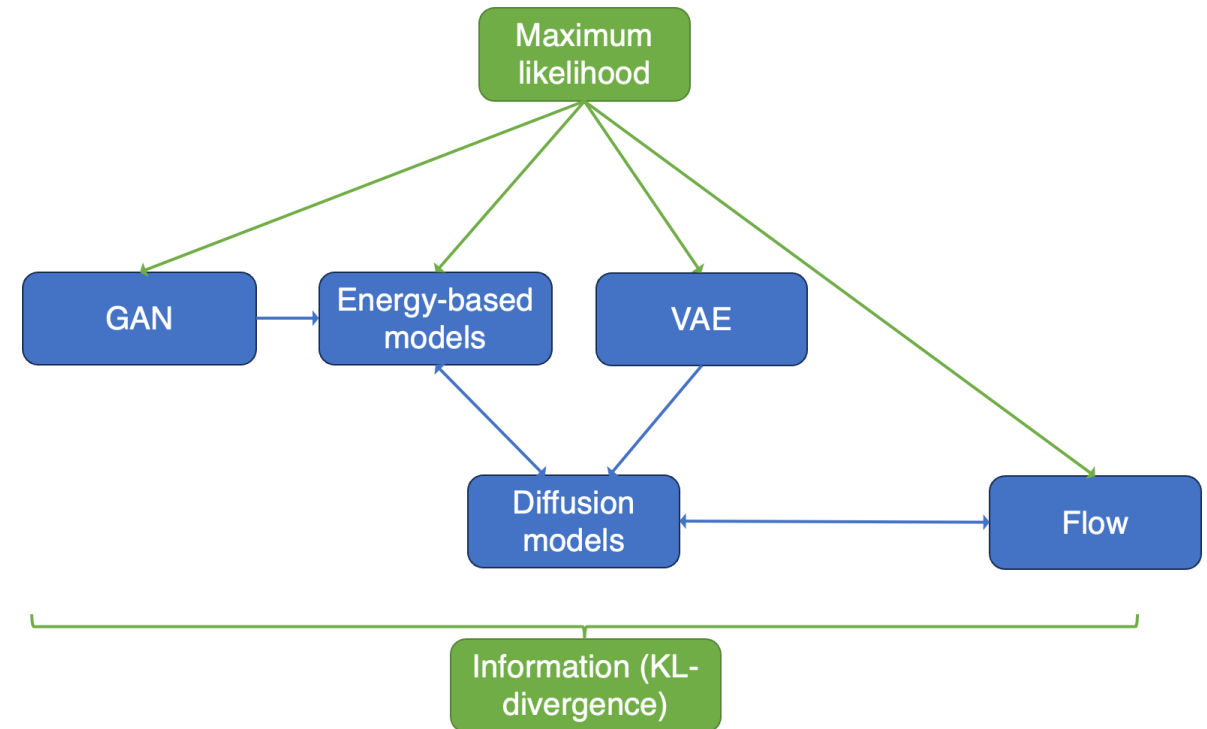 Maximum
likelihood
GAN
Energy-based
models
VAE
Diffusion
models
Flow
Information (KL-
divergence)